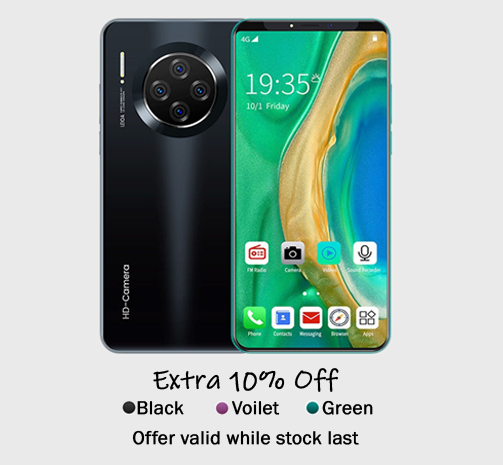 4G
19:35
10/1 Friday
FM Radio
Camera
Sound Recorder
Phone
Contacts
Messaging
Browser
Apps
HD-Camera
Extra 10% Off
Black
Voilet
Green
Offer valid while stock last